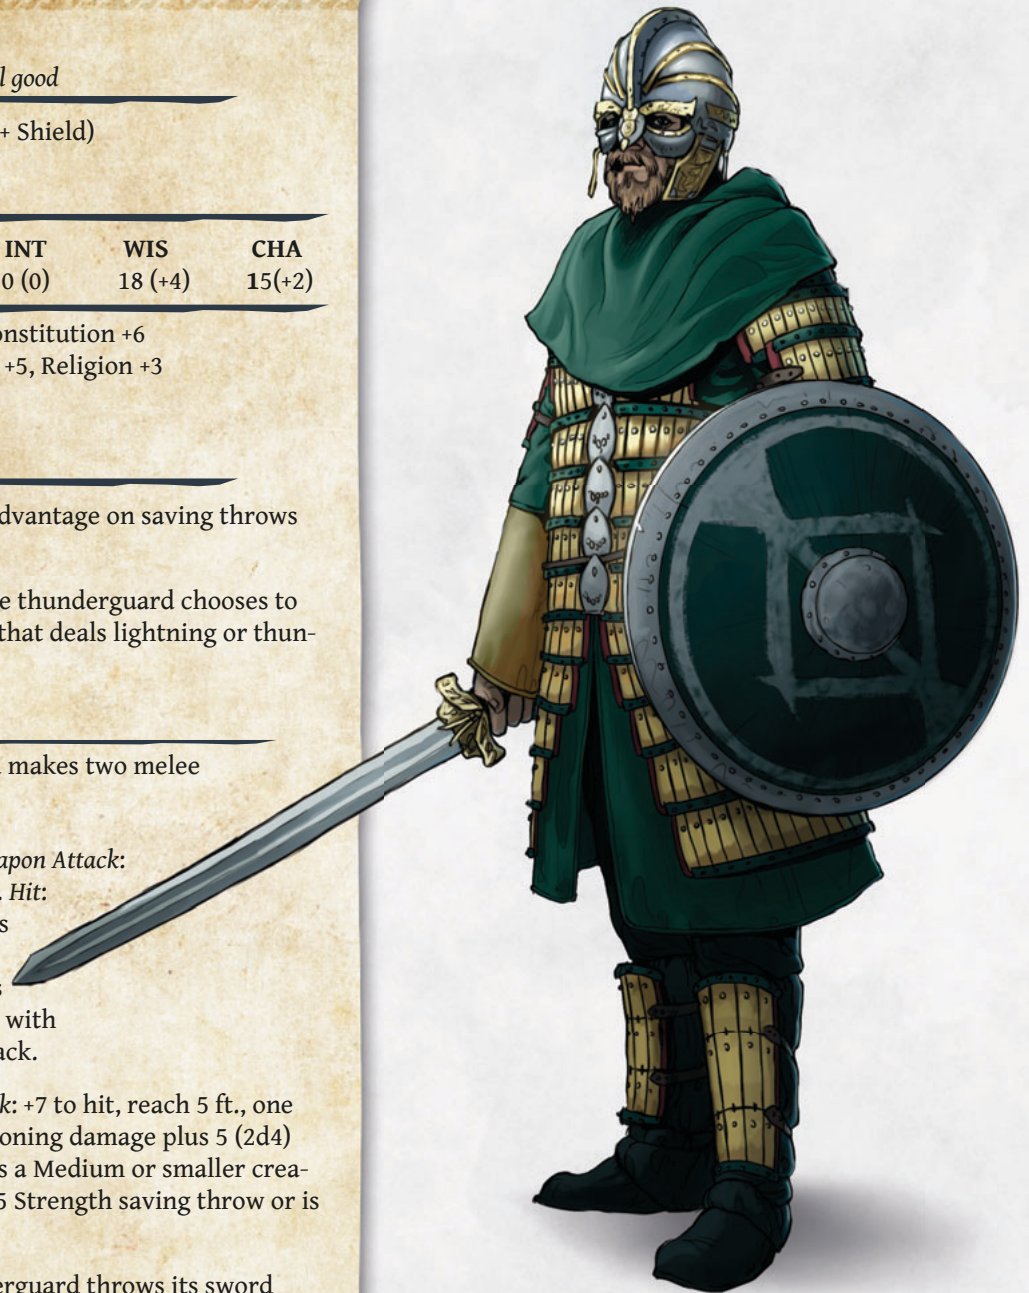 l good
+ Shield)
INT WIS CHA
0 (0) 18 (+4) 15(+2)
onstitution +6
+5, Religion +3
dvantage on saving throws
e thunderguard chooses to
that deals lightning or thun-
makes two melee
apon Attack:
. Hit:
s
s
with
ack.
k: +7 to hit, reach 5 ft., one
oning damage plus 5 (2d4)
s a Medium or smaller crea-
5 Strength saving throw or is
erguard throws its sword